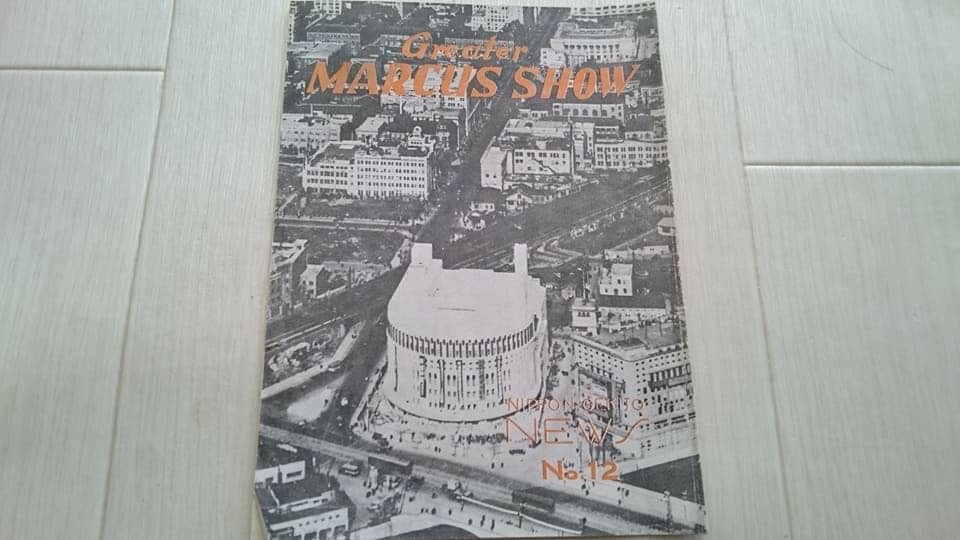 Greater
MARCUS SHOW
NIPPON GEKIJO
NEWS
No. 12